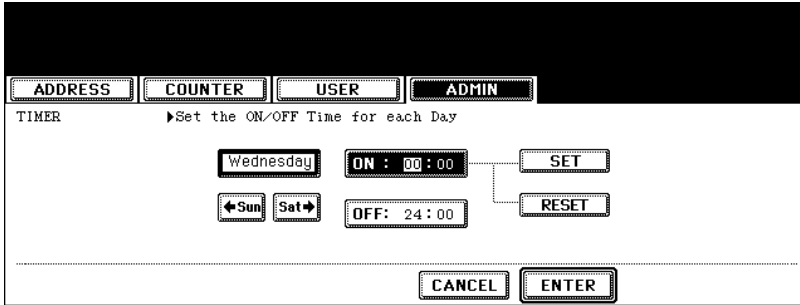 ADDRESS COUNTER USER ADMIN
TIMER ▶Set the ON/OFF Time for each Day
Wednesday ON : 00:00 SET
←Sun Sat→ OFF: 24:00 RESET
CANCEL ENTER